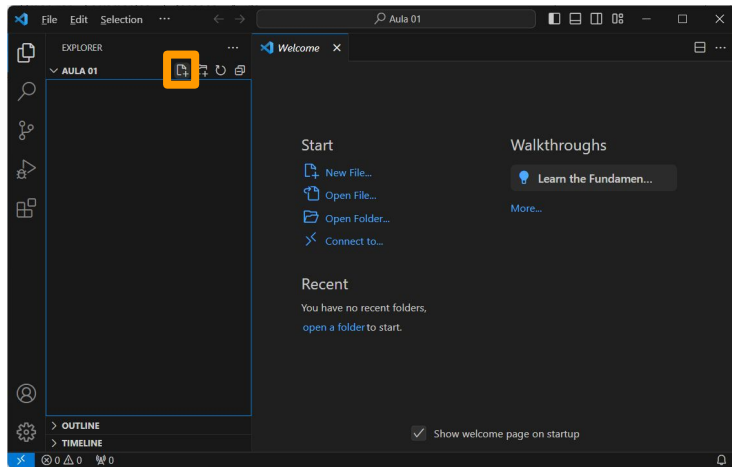 File Edit Selection ···
Aula 01
EXPLORER ···
Welcome ×
AULA 01
Start
New File...
Open File...
Open Folder...
Connect to...
Recent
You have no recent folders,
open a folder to start.
Walkthroughs
Learn the Fundamen...
More...
Show welcome page on startup
OUTLINE
TIMELINE
0 0 0